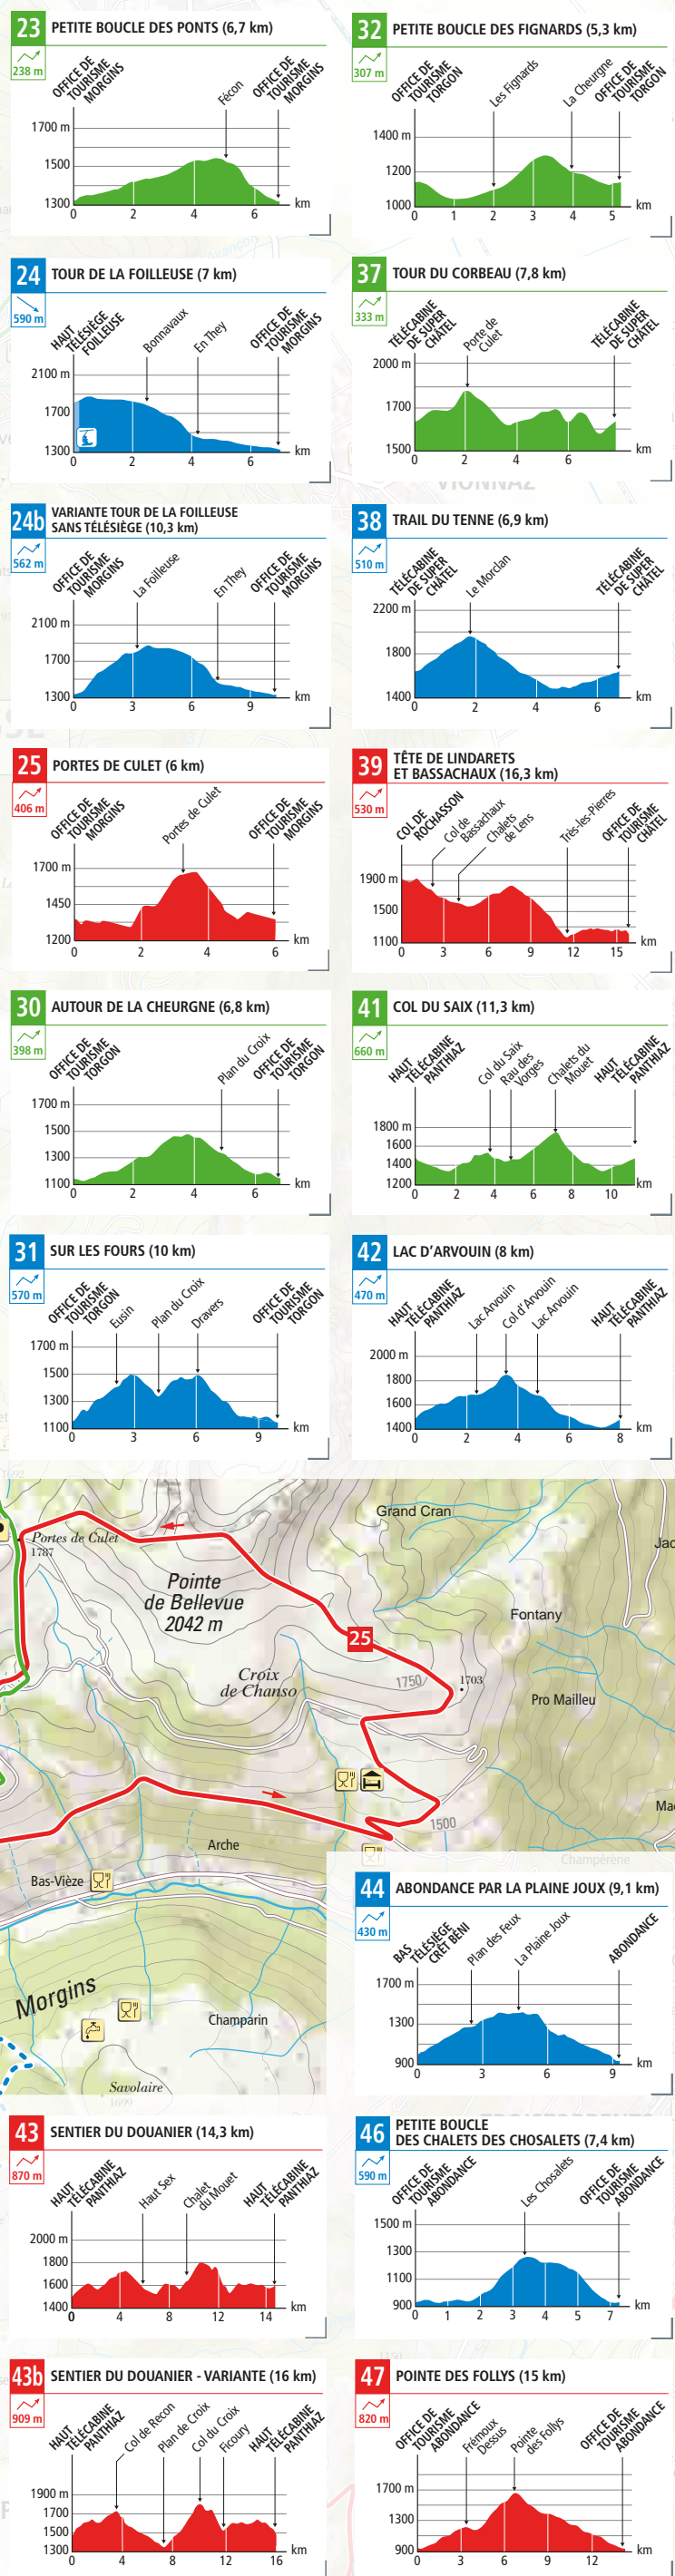 23 PETITE BOUCLE DES PONTS (6,7 km)
238 m
OFFICE DE
TOURISME
MORGINS
Fécon
OFFICE DE
TOURISME
MORGINS
1700 m
1500
1300
0 2 4 6 km
32 PETITE BOUCLE DES FIGNARDS (5,3 km)
307 m
OFFICE DE
TOURISME
TORGON
Les Fignards
La Cheurgne
OFFICE DE
TOURISME
TORGON
1400 m
1200
1000
0 1 2 3 4 5 km
24 TOUR DE LA FOILLEUSE (7 km)
590 m
HAUT
TÉLÉSIÈGE
FOILLEUSE
Bonnavaux
En They
OFFICE DE
TOURISME
MORGINS
2100 m
1700
1300
0 2 4 6 km
37 TOUR DU CORBEAU (7,8 km)
333 m
TÉLÉCABINE
DE SUPER
CHÂTEL
Porte de
Culet
TÉLÉCABINE
DE SUPER
CHÂTEL
2000 m
1700
1500
0 2 4 6 km
VIONNAZ
24b VARIANTE TOUR DE LA FOILLEUSE
SANS TÉLÉSIÈGE (10,3 km)
562 m
OFFICE DE
TOURISME
MORGINS
La Foilleuse
En They
OFFICE DE
TOURISME
MORGINS
2100 m
1700
1300
0 3 6 9 km
38 TRAIL DU TENNE (6,9 km)
510 m
TÉLÉCABINE
DE SUPER
CHÂTEL
Le Morclan
TÉLÉCABINE
DE SUPER
CHÂTEL
2200 m
1800
1400
0 2 4 6 km
25 PORTES DE CULET (6 km)
406 m
OFFICE DE
TOURISME
MORGINS
Portes de Culet
OFFICE DE
TOURISME
MORGINS
1700 m
1450
1200
0 2 4 6 km
39 TÊTE DE LINDARETS
ET BASSACHAUX (16,3 km)
530 m
COL DE
ROCHASSON
Col de
Bassachaux
Chalets
de Lens
Très-les-Pierres
OFFICE DE
TOURISME
CHÂTEL
1900 m
1500
1100
0 3 6 9 12 15 km
30 AUTOUR DE LA CHEURGNE (6,8 km)
398 m
OFFICE DE
TOURISME
TORGON
Plan du Croix
OFFICE DE
TOURISME
TORGON
1700 m
1500
1300
1100
0 2 4 6 km
41 COL DU SAIX (11,3 km)
660 m
HAUT
TÉLÉCABINE
PANTHIAZ
Col du Saix
Rau des
Vorges
Chalets du
Mouet
HAUT
TÉLÉCABINE
PANTHIAZ
1800 m
1600
1400
1200
0 2 4 6 8 10 km
31 SUR LES FOURS (10 km)
570 m
OFFICE DE
TOURISME
TORGON
Eusin
Plan du Croix
Dravers
OFFICE DE
TOURISME
TORGON
1700 m
1500
1300
1100
0 3 6 9 km
42 LAC D'ARVOUIN (8 km)
470 m
HAUT
TÉLÉCABINE
PANTHIAZ
Lac Arvouin
Col d'Arvouin
Lac Arvouin
HAUT
TÉLÉCABINE
PANTHIAZ
2000 m
1800
1600
1400
0 2 4 6 8 km
1692
Grand Cran
Portes de Culet
1787
Pointe
de Bellevue
2042 m
Fontany
25
Croix
de Chanso
1750
1703
Pro Mailleu
1500
Arche
Champérène
Bas-Vièze
Morgins
Champarin
Savolaire
1699
44 ABONDANCE PAR LA PLAINE JOUX (9,1 km)
430 m
BAS
TÉLÉSIÈGE
CRÊT BÉNI
Plan des Feux
La Plaine Joux
ABONDANCE
1700 m
1300
900
0 3 6 9 km
43 SENTIER DU DOUANIER (14,3 km)
870 m
HAUT
TÉLÉCABINE
PANTHIAZ
Haut Sex
Chalet
du Mouet
HAUT
TÉLÉCABINE
PANTHIAZ
2000 m
1800
1600
1400
0 4 8 12 14 km
46 PETITE BOUCLE
DES CHALETS DES CHOSALETS (7,4 km)
590 m
OFFICE DE
TOURISME
ABONDANCE
Les Chosalets
OFFICE DE
TOURISME
ABONDANCE
1500 m
1300
1100
900
0 1 2 3 4 5 7 km
43b SENTIER DU DOUANIER - VARIANTE (16 km)
909 m
HAUT
TÉLÉCABINE
PANTHIAZ
Col de Recon
Plan de Croix
Col du Croix
Ficoury
HAUT
TÉLÉCABINE
PANTHIAZ
1900 m
1700
1500
1300
0 4 8 12 16 km
47 POINTE DES FOLLYS (15 km)
820 m
OFFICE DE
TOURISME
ABONDANCE
Frémoux
Dessus
Pointe
des Follys
OFFICE DE
TOURISME
ABONDANCE
1700 m
1300
900
0 3 6 9 12 km